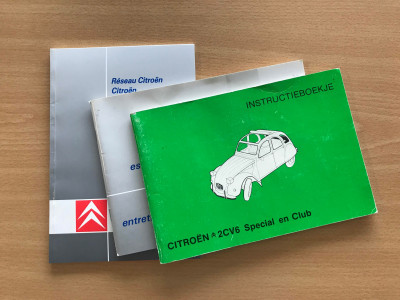 Réseau Citroën
Citroën
es
entret
INSTRUCTIEBOEKJE
CITROËN 2CV6 Special en Club